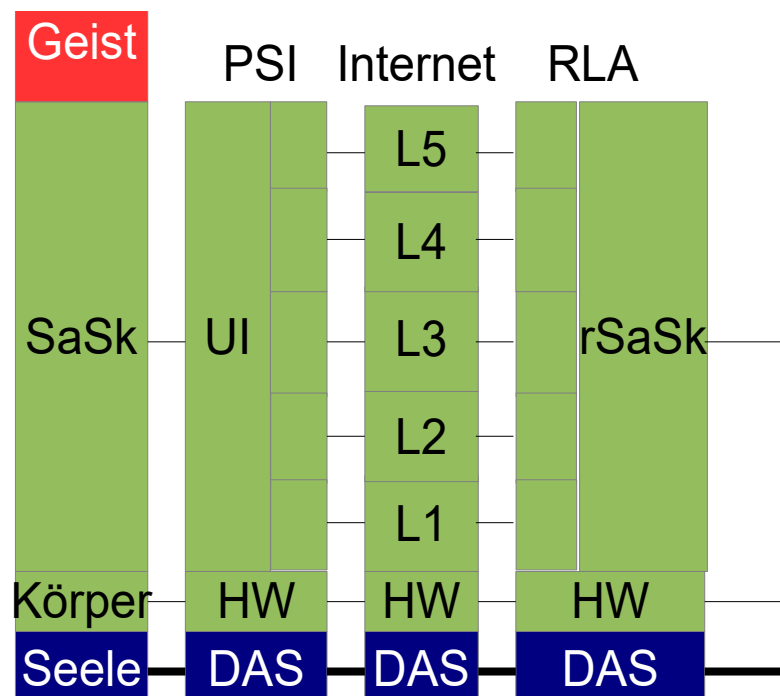 Geist
PSI Internet RLA
L5
L4
SaSk UI L3 rSaSk
L2
L1
Körper HW HW HW
Seele DAS DAS DAS